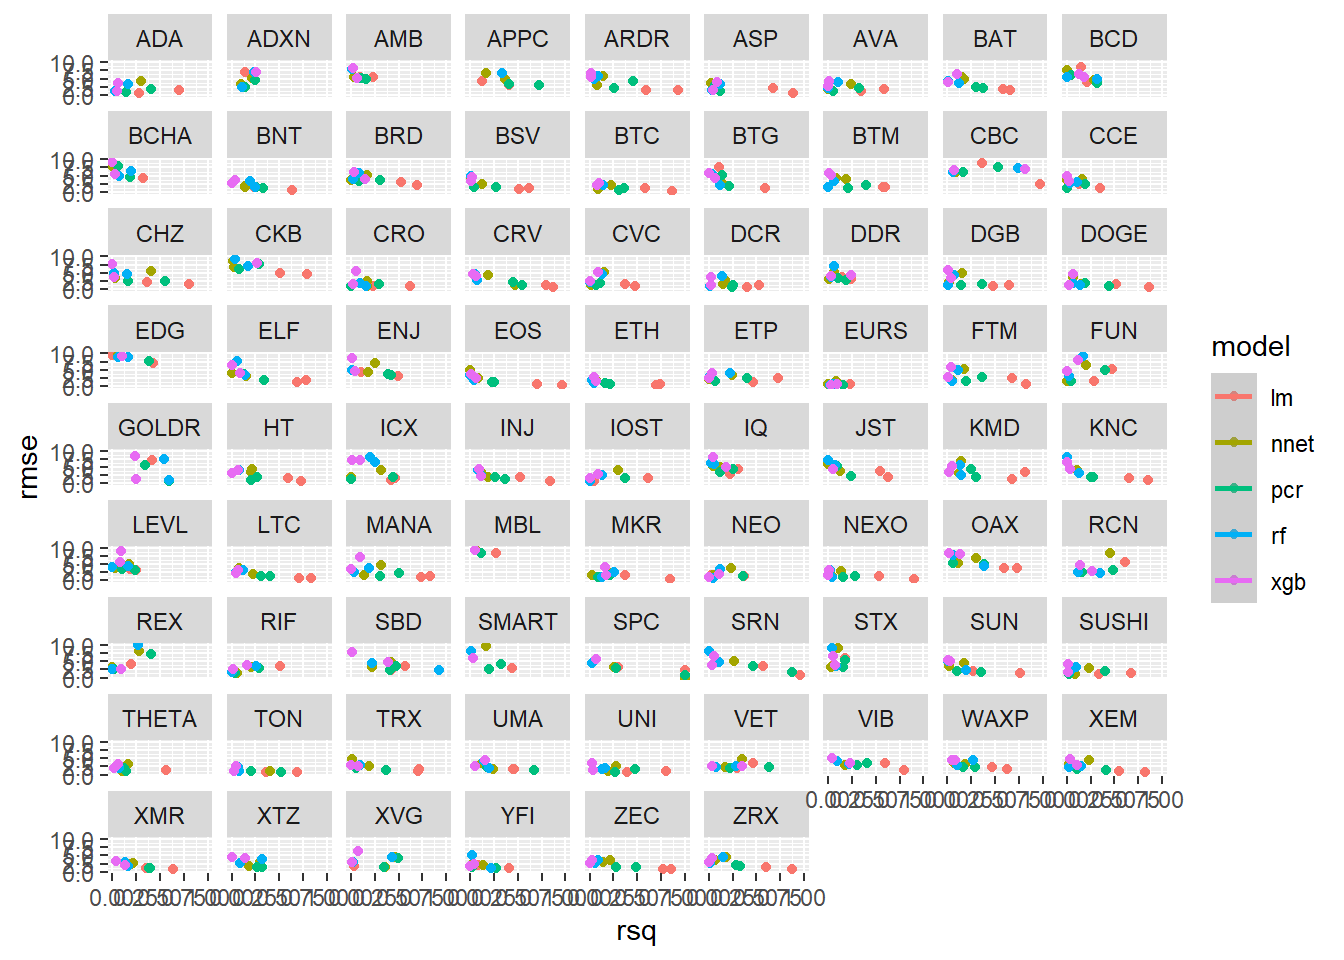 ADA ADXN AMB APPC ARDR ASP AVA BAT BCD
BCHA BNT BRD BSV BTC BTG BTM CBC CCE
CHZ CKB CRO CRV CVC DCR DDR DGB DOGE
EDG ELF ENJ EOS ETH ETP EURS FTM FUN
GOLDR HT ICX INJ IOST IQ JST KMD KNC
LEVL LTC MANA MBL MKR NEO NEXO OAX RCN
REX RIF SBD SMART SPC SRN STX SUN SUSHI
THETA TON TRX UMA UNI VET VIB WAXP XEM
XMR XTZ XVG YFI ZEC ZRX
rmse
rsq
model
lm
nnet
pcr
rf
xgb